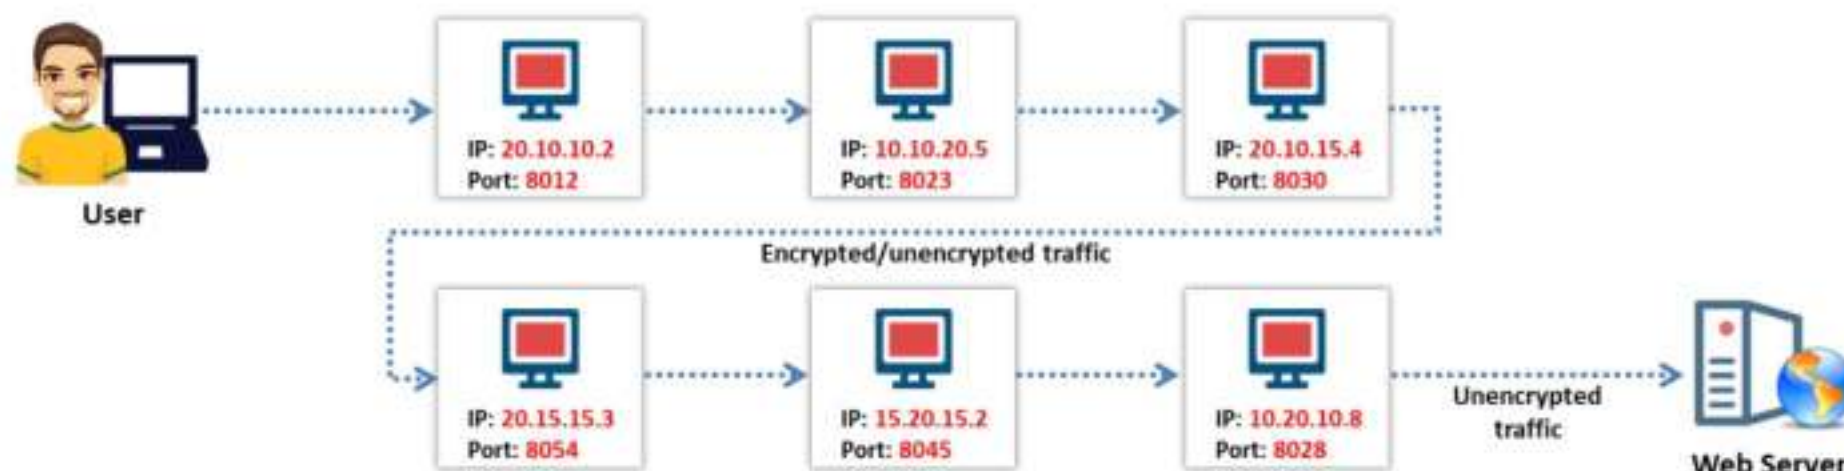 IP: 20.10.10.2
Port: 8012
IP: 10.10.20.5
Port: 8023
IP: 20.10.15.4
Port: 8030
User
Encrypted/unencrypted traffic
IP: 20.15.15.3
Port: 8054
IP: 15.20.15.2
Port: 8045
IP: 10.20.10.8
Port: 8028
Unencrypted
traffic
Web Server